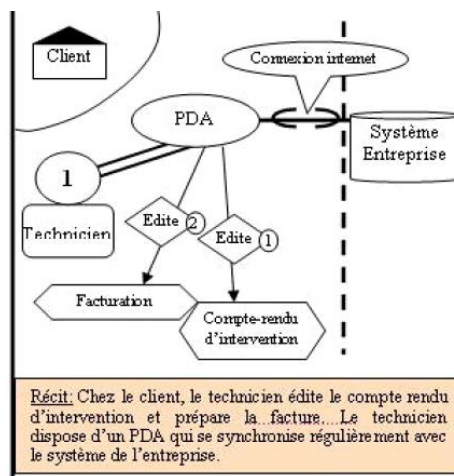 Client
Connexion internet
PDA
Système
Entreprise
1
Technicien
Edite 2
Edite 1
Facturation
Compte-rendu
d'intervention
Récit: Chez le client, le technicien édite le compte rendu
d'intervention et prépare la facture. Le technicien
dispose d'un PDA qui se synchronise régulièrement avec
le système de l'entreprise.